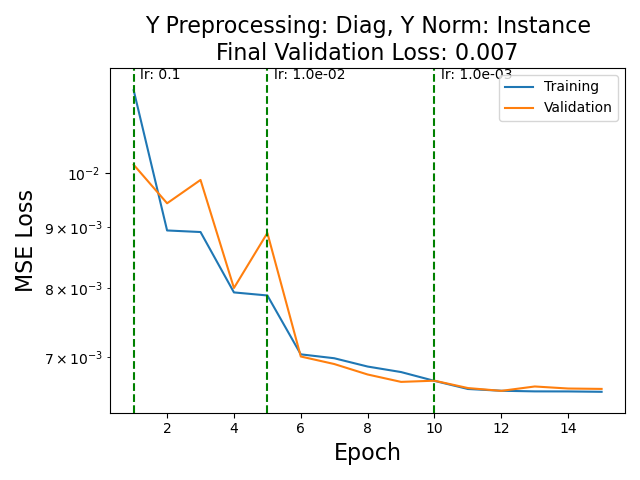 Y Preprocessing: Diag, Y Norm: Instance
Final Validation Loss: 0.007
lr: 0.1
lr: 1.0e-02
lr: 1.0e-03
Training
Validation
10⁻²
9 × 10⁻³
8 × 10⁻³
7 × 10⁻³
MSE Loss
2 4 6 8 10 12 14
Epoch